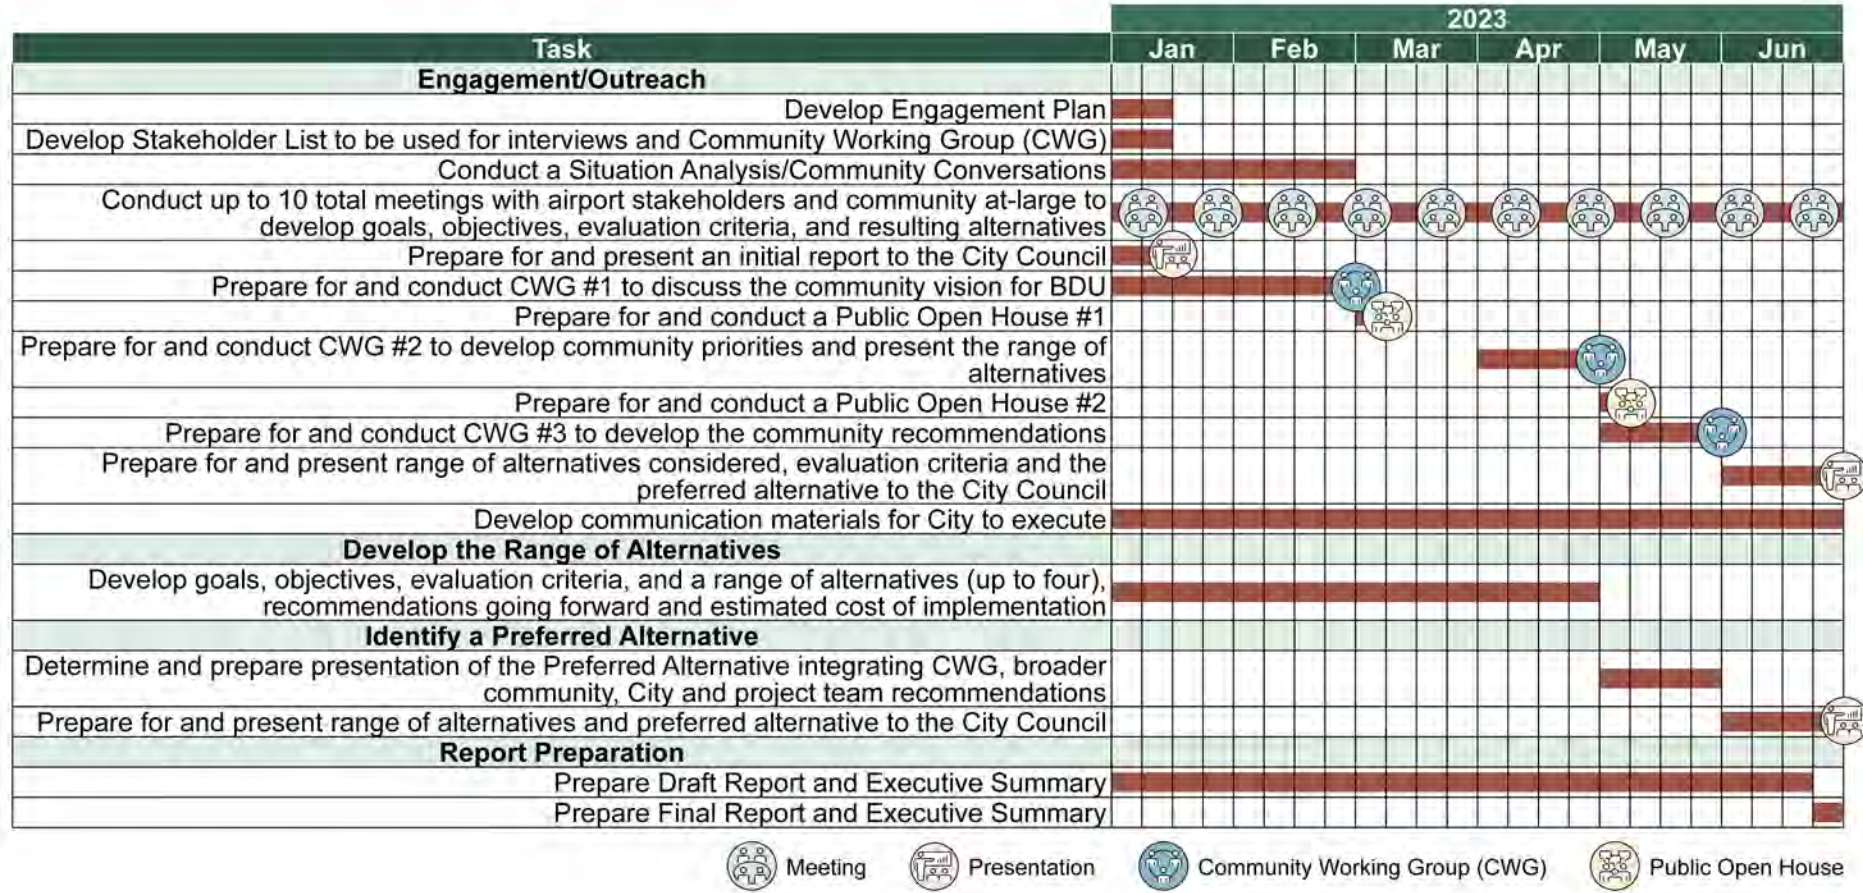 2023
Task Jan Feb Mar Apr May Jun
Engagement/Outreach
Develop Engagement Plan
Develop Stakeholder List to be used for interviews and Community Working Group (CWG)
Conduct a Situation Analysis/Community Conversations
Conduct up to 10 total meetings with airport stakeholders and community at-large to
develop goals, objectives, evaluation criteria, and resulting alternatives
Prepare for and present an initial report to the City Council
Prepare for and conduct CWG #1 to discuss the community vision for BDU
Prepare for and conduct a Public Open House #1
Prepare for and conduct CWG #2 to develop community priorities and present the range of
alternatives
Prepare for and conduct a Public Open House #2
Prepare for and conduct CWG #3 to develop the community recommendations
Prepare for and present range of alternatives considered, evaluation criteria and the
preferred alternative to the City Council
Develop communication materials for City to execute
Develop the Range of Alternatives
Develop goals, objectives, evaluation criteria, and a range of alternatives (up to four),
recommendations going forward and estimated cost of implementation
Identify a Preferred Alternative
Determine and prepare presentation of the Preferred Alternative integrating CWG, broader
community, City and project team recommendations
Prepare for and present range of alternatives and preferred alternative to the City Council
Report Preparation
Prepare Draft Report and Executive Summary
Prepare Final Report and Executive Summary
Meeting Presentation Community Working Group (CWG) Public Open House